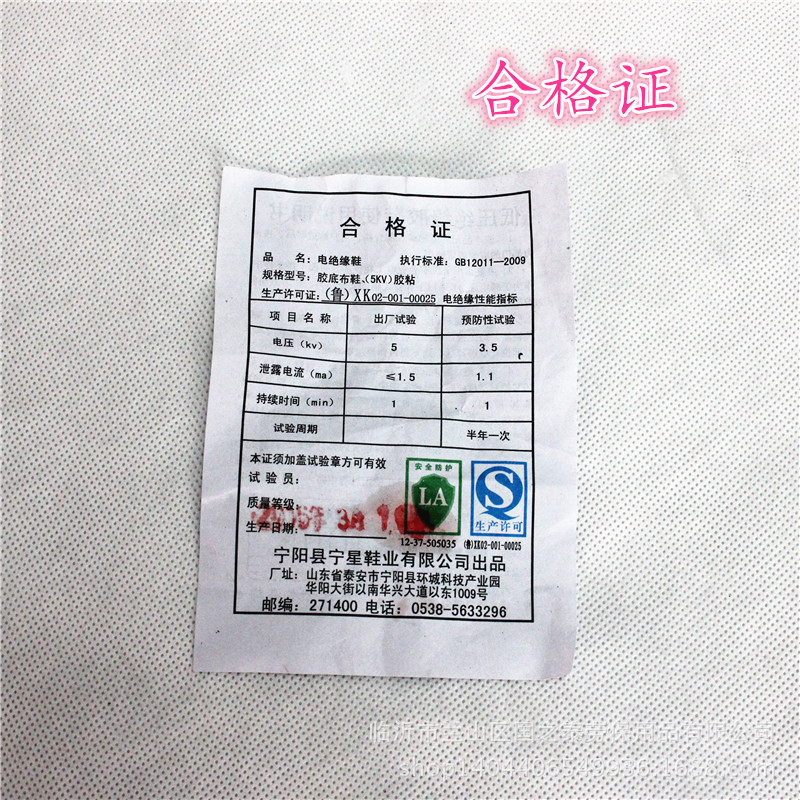 合格证
合格证
品 名：电绝缘鞋 执行标准：GB12011—2009
规格型号：胶底布鞋、(5KV)胶粘
生产许可证：(鲁)XK02-001-00025 电绝缘性能指标
项目名称 出厂试验 预防性试验
电压（kv） 5 3.5
泄露电流（ma） ≤1.5 1.1
持续时间（min） 1 1
试验周期 半年一次
本证须加盖试验章方可有效
试验员：
质量等级：
生产日期：
安全防护
LA
12-37-505035
生产许可
(鲁)XK02-001-00025
宁阳县宁星鞋业有限公司出品
厂址：山东省泰安市宁阳县环城科技产业园
华阳大街以南华兴大道以东1009号
邮编：271400 电话：0538-5633296